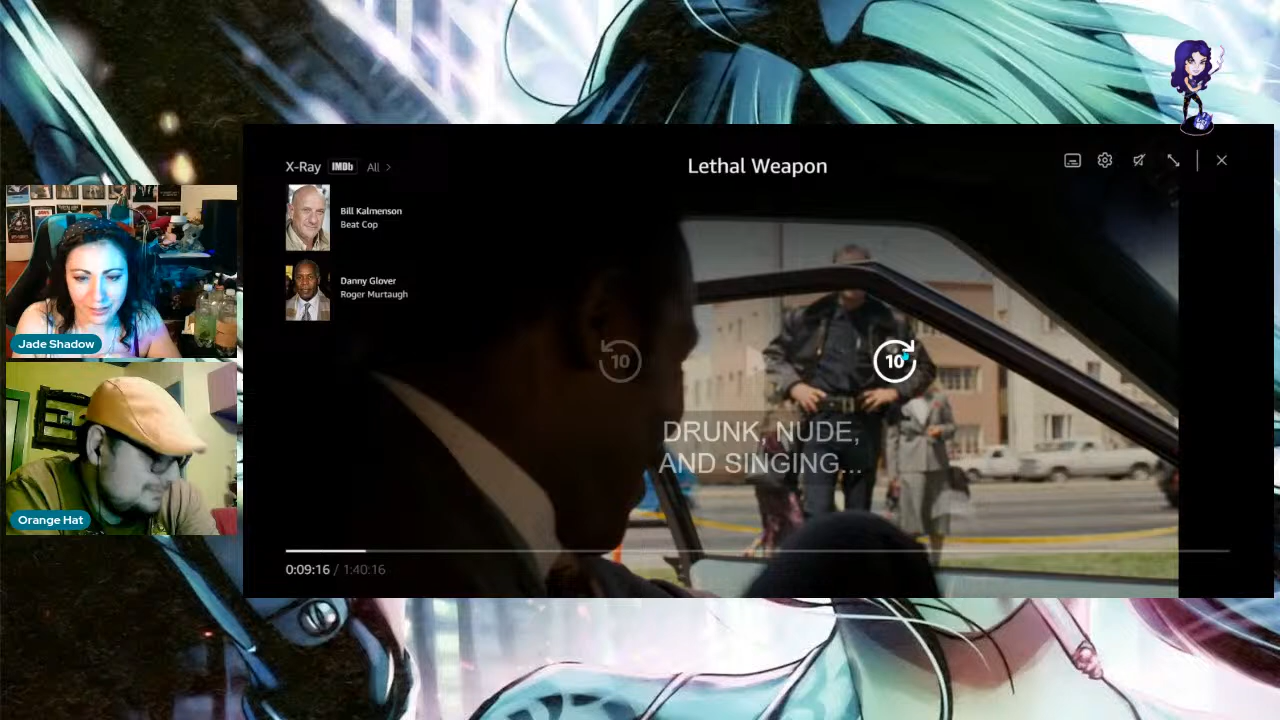 X-Ray IMDb All >
Lethal Weapon
Bill Kalmenson
Beat Cop
Danny Glover
Roger Murtaugh
Jade Shadow
10
10
DRUNK, NUDE,
AND SINGING...
Orange Hat
0:09:16 / 1:40:16